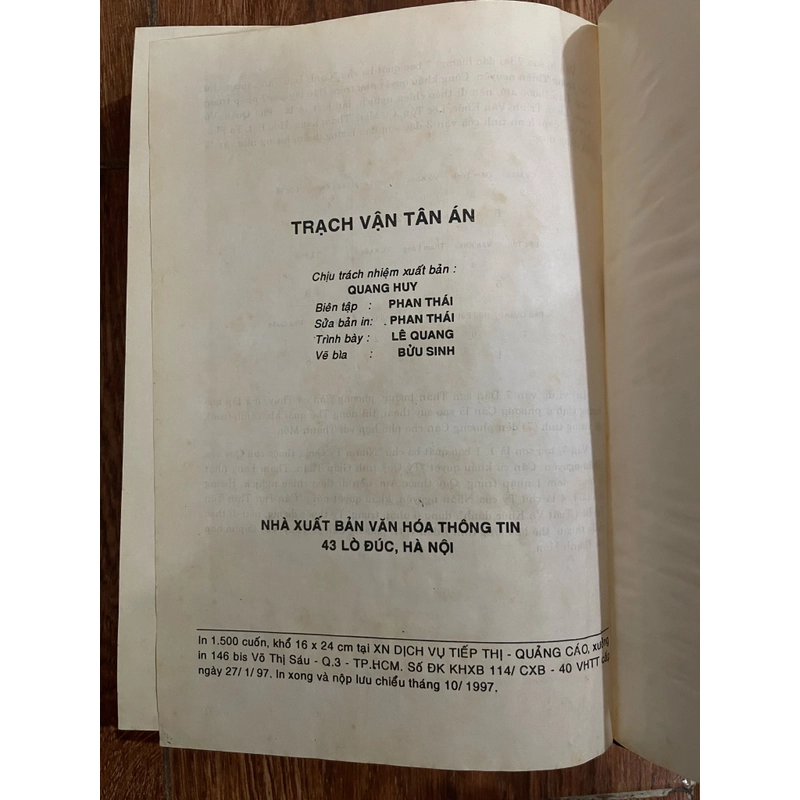 TRẠCH VẬN TÂN ÁN
Chịu trách nhiệm xuất bản :
QUANG HUY
Biên tập : PHAN THÁI
Sửa bản in: . PHAN THÁI
Trình bày : LÊ QUANG
Vẽ bìa : BỬU SINH
NHÀ XUẤT BẢN VĂN HÓA THÔNG TIN
43 LÒ ĐÚC, HÀ NỘI
In 1.500 cuốn, khổ 16 x 24 cm tại XN DỊCH VỤ TIẾP THỊ - QUẢNG CÁO, xưởng
in 146 bis Võ Thị Sáu - Q.3 - TP.HCM. Số ĐK KHXB 114/ CXB - 40 VHTT cấp
ngày 27/ 1/ 97. In xong và nộp lưu chiểu tháng 10/ 1997.